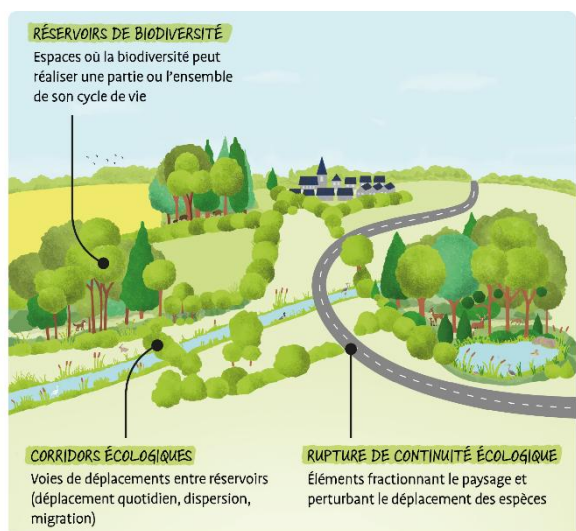 RÉSERVOIRS DE BIODIVERSITÉ
Espaces où la biodiversité peut
réaliser une partie ou l'ensemble
de son cycle de vie
CORRIDORS ÉCOLOGIQUES
Voies de déplacements entre réservoirs
(déplacement quotidien, dispersion,
migration)
RUPTURE DE CONTINUITÉ ÉCOLOGIQUE
Éléments fractionnant le paysage et
perturbant le déplacement des espèces